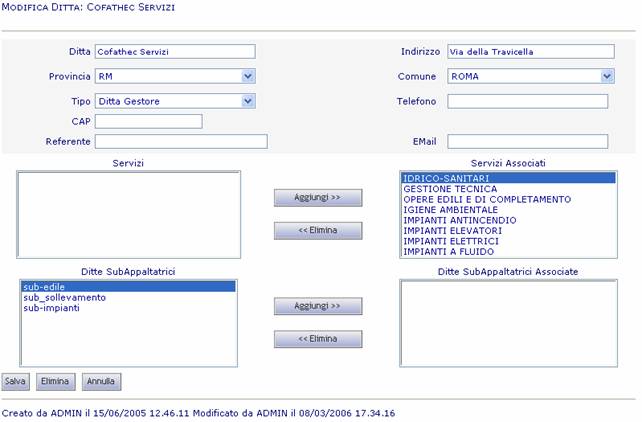 Modifica Ditta: Cofathec Servizi
Ditta Cofathec Servizi Indirizzo Via della Travicella
Provincia RM Comune ROMA
Tipo Ditta Gestore Telefono
CAP
Referente EMail
Servizi Servizi Associati
IDRICO-SANITARI
GESTIONE TECNICA
OPERE EDILI E DI COMPLETAMENTO
IGIENE AMBIENTALE
IMPIANTI ANTINCENDIO
IMPIANTI ELEVATORI
IMPIANTI ELETTRICI
IMPIANTI A FLUIDO
Aggiungi >>
<< Elimina
Ditte SubAppaltatrici Ditte SubAppaltatrici Associate
sub-edile
sub_sollevamento
sub-impianti
Aggiungi >>
<< Elimina
Salva Elimina Annulla
Creato da ADMIN il 15/06/2005 12.46.11 Modificato da ADMIN il 08/03/2006 17.34.16